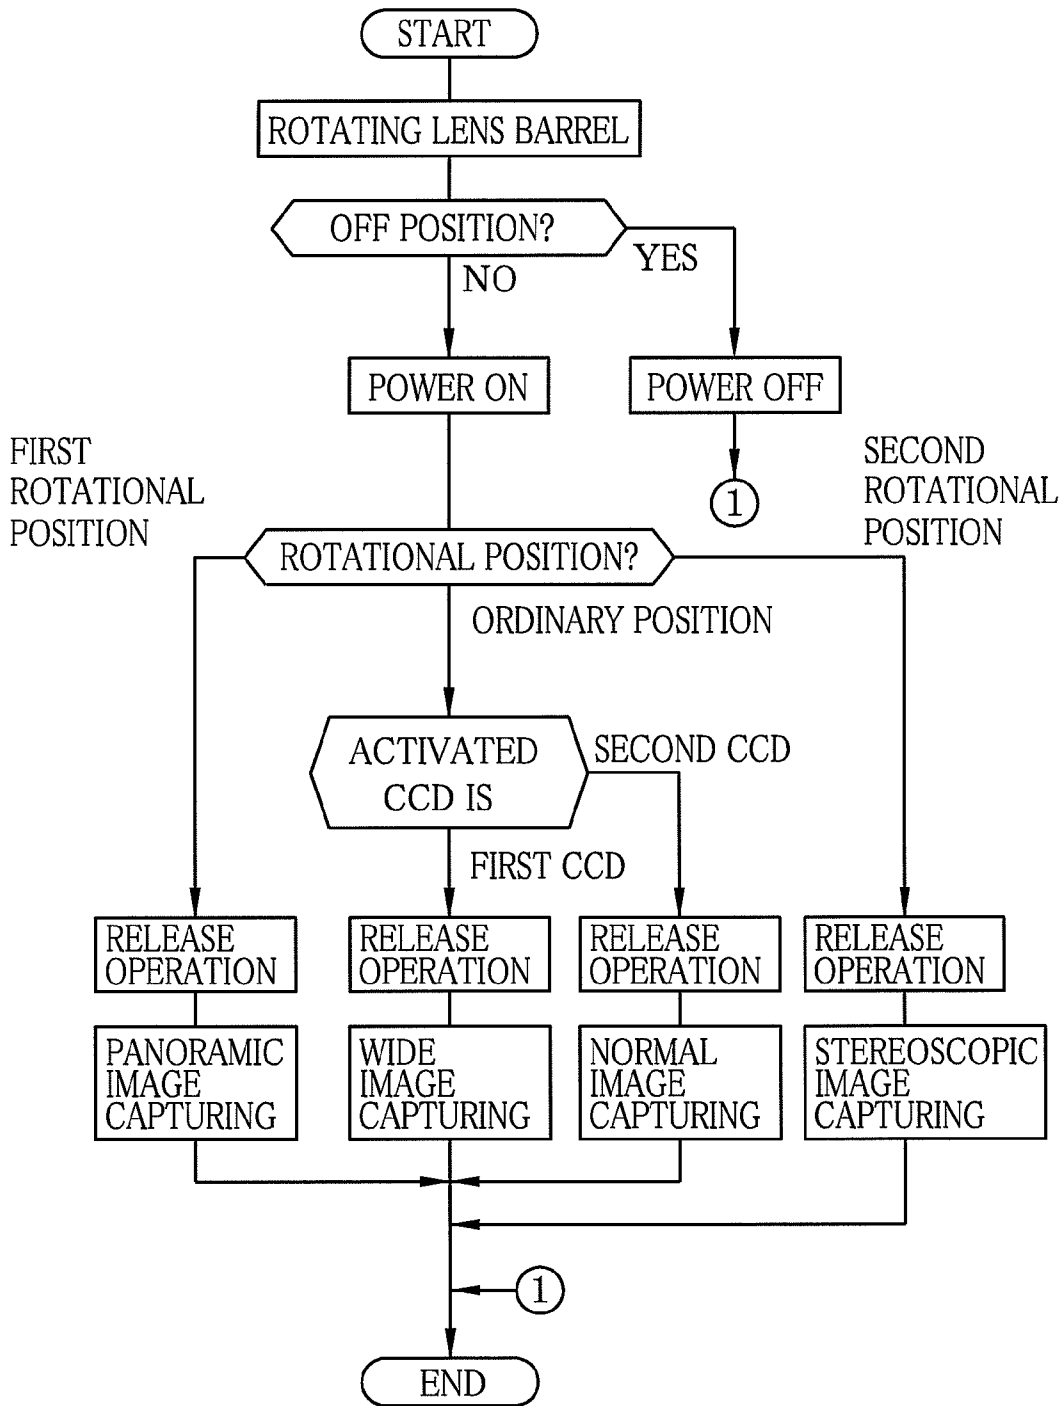 START
ROTATING LENS BARREL
OFF POSITION?
YES
NO
POWER ON
POWER OFF
FIRST
ROTATIONAL
POSITION
SECOND
ROTATIONAL
POSITION
1
ROTATIONAL POSITION?
ORDINARY POSITION
ACTIVATED
CCD IS
SECOND CCD
FIRST CCD
RELEASE
OPERATION
RELEASE
OPERATION
RELEASE
OPERATION
RELEASE
OPERATION
PANORAMIC
IMAGE
CAPTURING
WIDE
IMAGE
CAPTURING
NORMAL
IMAGE
CAPTURING
STEREOSCOPIC
IMAGE
CAPTURING
1
END